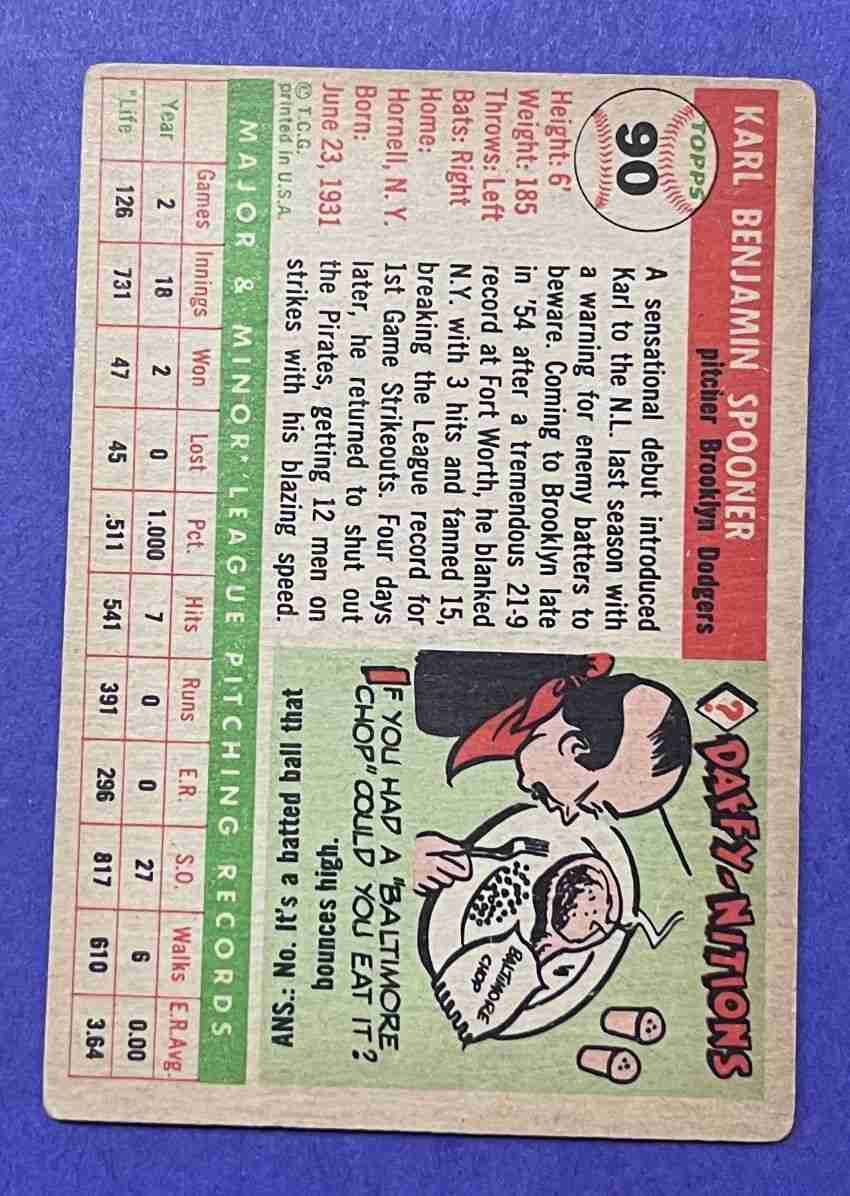 TOPPS
90
KARL BENJAMIN SPOONER
pitcher Brooklyn Dodgers
Height: 6'
Weight: 185
Throws: Left
Bats: Right
Home:
Hornell, N.Y.
Born:
June 23, 1931
© T.C.G.
printed in U.S.A.
A sensational debut introduced
Karl to the N.L. last season with
a warning for enemy batters to
beware. Coming to Brooklyn late
in '54 after a tremendous 21-9
record at Fort Worth, he blanked
N.Y. with 3 hits and fanned 15,
breaking the League record for
1st Game Strikeouts. Four days
later, he returned to shut out
the Pirates, getting 12 men on
strikes with his blazing speed.
? DAFFY-NITIONS
BALTIMORE
CHOP
IF YOU HAD A "BALTIMORE
CHOP" COULD YOU EAT IT?
ANS.: No. It's a batted ball that
bounces high.
MAJOR & MINOR* LEAGUE PITCHING RECORDS
Games Innings Won Lost Pct. Hits Runs E.R. S.O. Walks E.R.Avg.
Year 2 18 2 0 1.000 7 0 0 27 6 0.00
*Life 126 731 47 45 .511 541 391 296 817 610 3.64